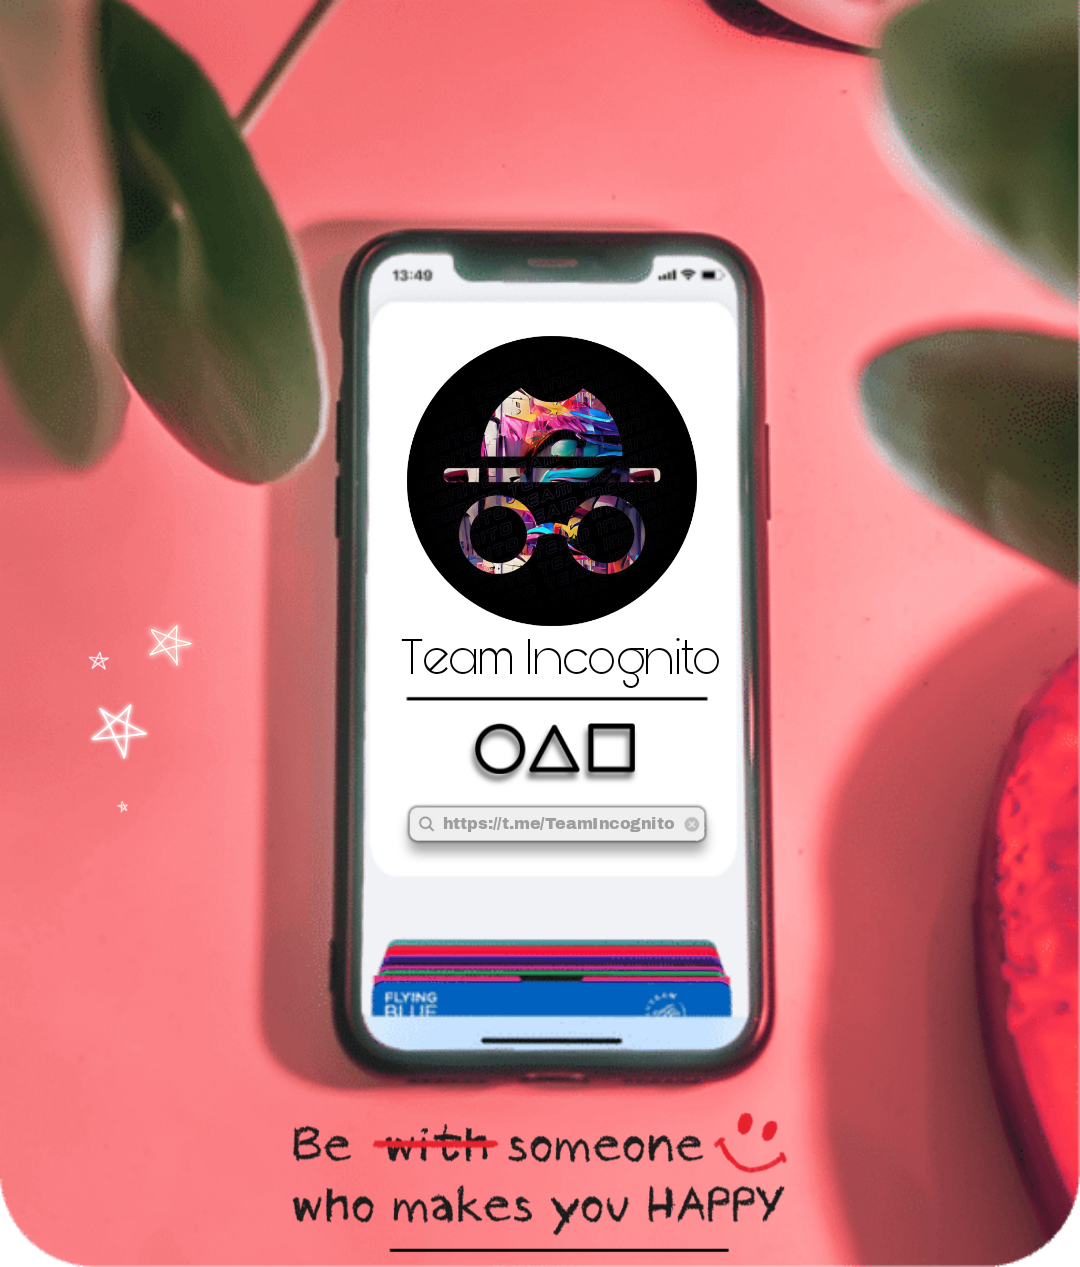 13:49
Team Incognito
https://t.me/TeamIncognito
FLYING
BLUE
Be with someone
who makes you HAPPY